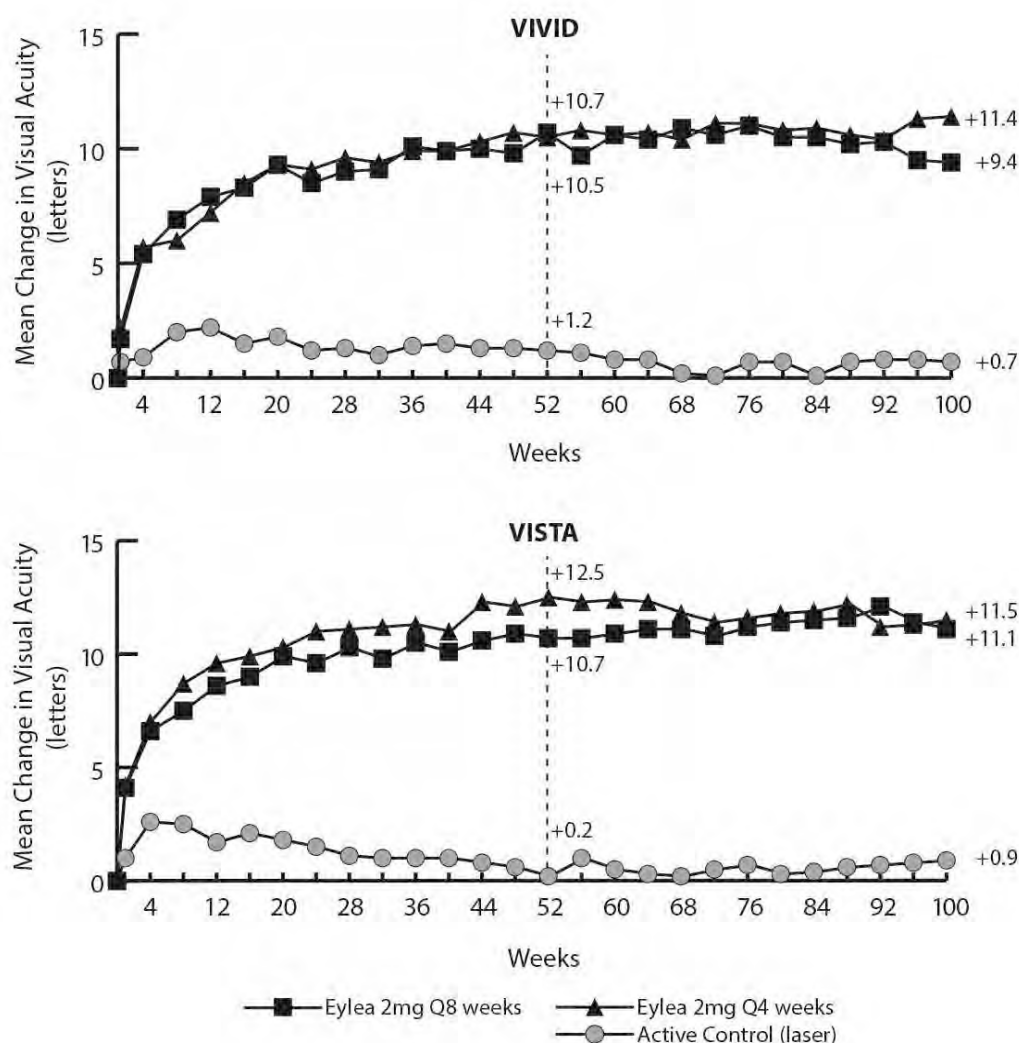 VIVID
Mean Change in Visual Acuity
(letters)
15
10
5
0
+10.7
+10.5
+1.2
+11.4
+9.4
+0.7
4 12 20 28 36 44 52 60 68 76 84 92 100
Weeks
VISTA
Mean Change in Visual Acuity
(letters)
15
10
5
0
+12.5
+10.7
+0.2
+11.5
+11.1
+0.9
4 12 20 28 36 44 52 60 68 76 84 92 100
Weeks
Eylea 2mg Q8 weeks
Eylea 2mg Q4 weeks
Active Control (laser)